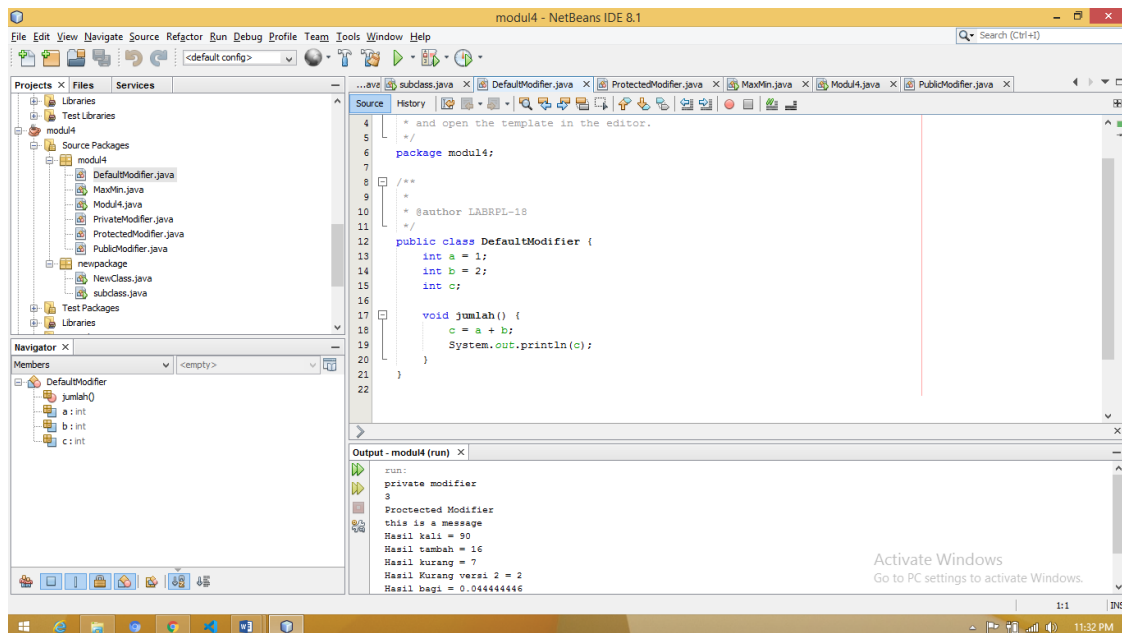 modul4 - NetBeans IDE 8.1
File Edit View Navigate Source Refactor Run Debug Profile Team Tools Window Help
Search (Ctrl+I)
<default config>
Projects Files Services
Libraries
Test Libraries
modul4
Source Packages
modul4
DefaultModifier.java
MaxMin.java
Modul4.java
PrivateModifier.java
ProtectedModifier.java
PublicModifier.java
newpackage
NewClass.java
subclass.java
Test Packages
Libraries
Navigator
Members <empty>
DefaultModifier
jumlah()
a : int
b : int
c : int
...ava subclass.java DefaultModifier.java ProtectedModifier.java MaxMin.java Modul4.java PublicModifier.java
Source History
4 * and open the template in the editor.
5 */
6 package modul4;
7
8 /**
9 *
10 * @author LABRPL-18
11 */
12 public class DefaultModifier {
13 int a = 1;
14 int b = 2;
15 int c;
16
17 void jumlah() {
18 c = a + b;
19 System.out.println(c);
20 }
21 }
22
Output - modul4 (run)
run:
private modifier
3
Proctected Modifier
this is a message
Hasil kali = 90
Hasil tambah = 16
Hasil kurang = 7
Hasil Kurang versi 2 = 2
Hasil bagi = 0.044444446
Activate Windows
Go to PC settings to activate Windows.
1:1 INS
11:32 PM